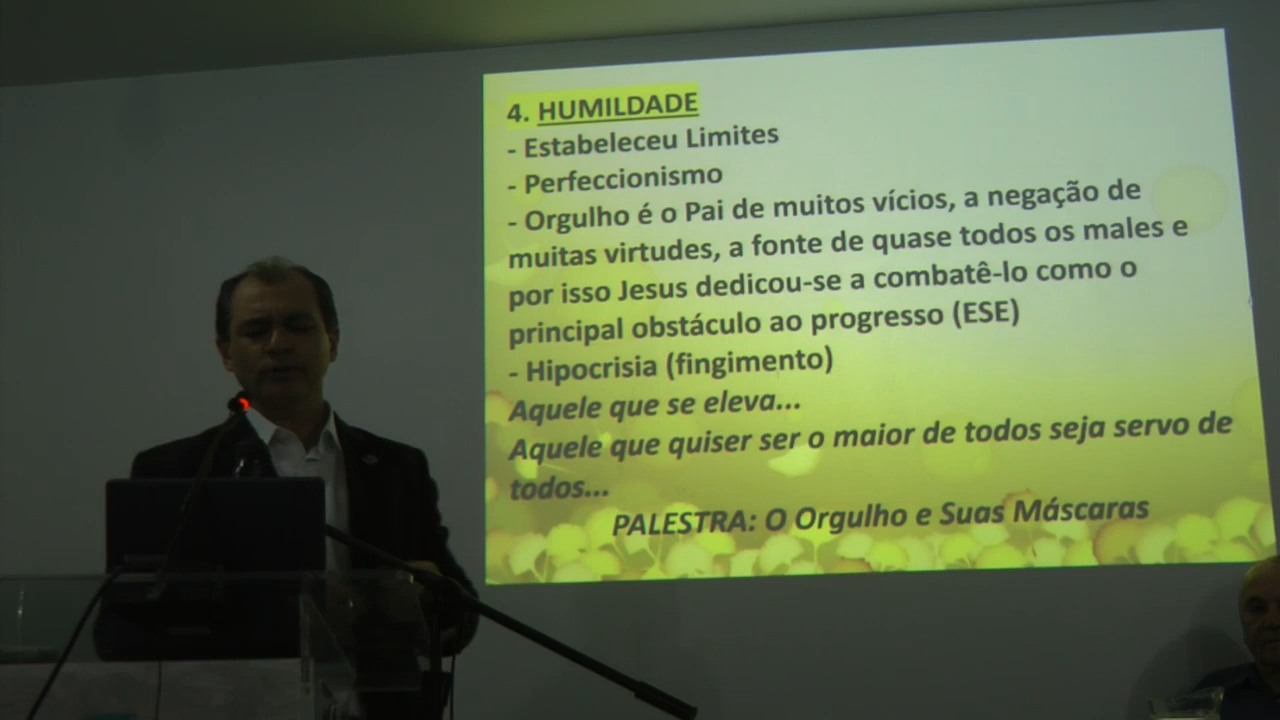 4. HUMILDADE
- Estabeleceu Limites
- Perfeccionismo
- Orgulho é o Pai de muitos vícios, a negação de
muitas virtudes, a fonte de quase todos os males e
por isso Jesus dedicou-se a combatê-lo como o
principal obstáculo ao progresso (ESE)
- Hipocrisia (fingimento)
Aquele que se eleva...
Aquele que quiser ser o maior de todos seja servo de
todos...
PALESTRA: O Orgulho e Suas Máscaras